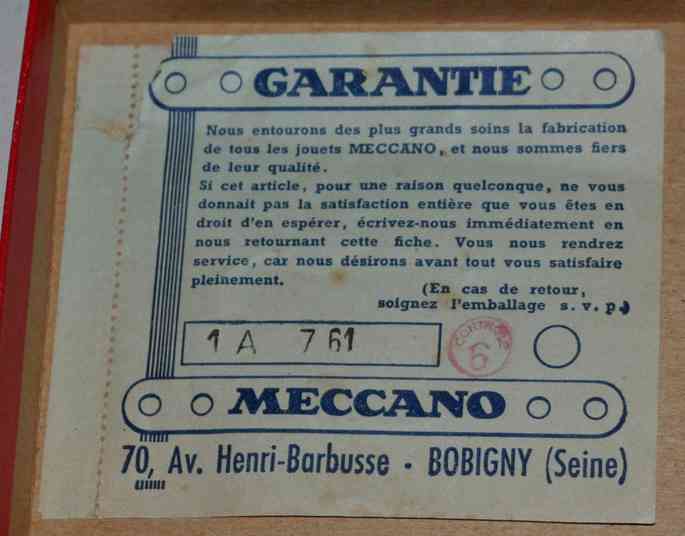 GARANTIE
Nous entourons des plus grands soins la fabrication
de tous les jouets MECCANO, et nous sommes fiers
de leur qualité.
Si cet article, pour une raison quelconque, ne vous
donnait pas la satisfaction entière que vous êtes en
droit d'en espérer, écrivez-nous immédiatement en
nous retournant cette fiche. Vous nous rendrez
service, car nous désirons avant tout vous satisfaire
pleinement.
(En cas de retour,
soignez l'emballage s. v. p.)
1 A 7 61
CONTROLE
6
MECCANO
70, Av. Henri-Barbusse • BOBIGNY (Seine)